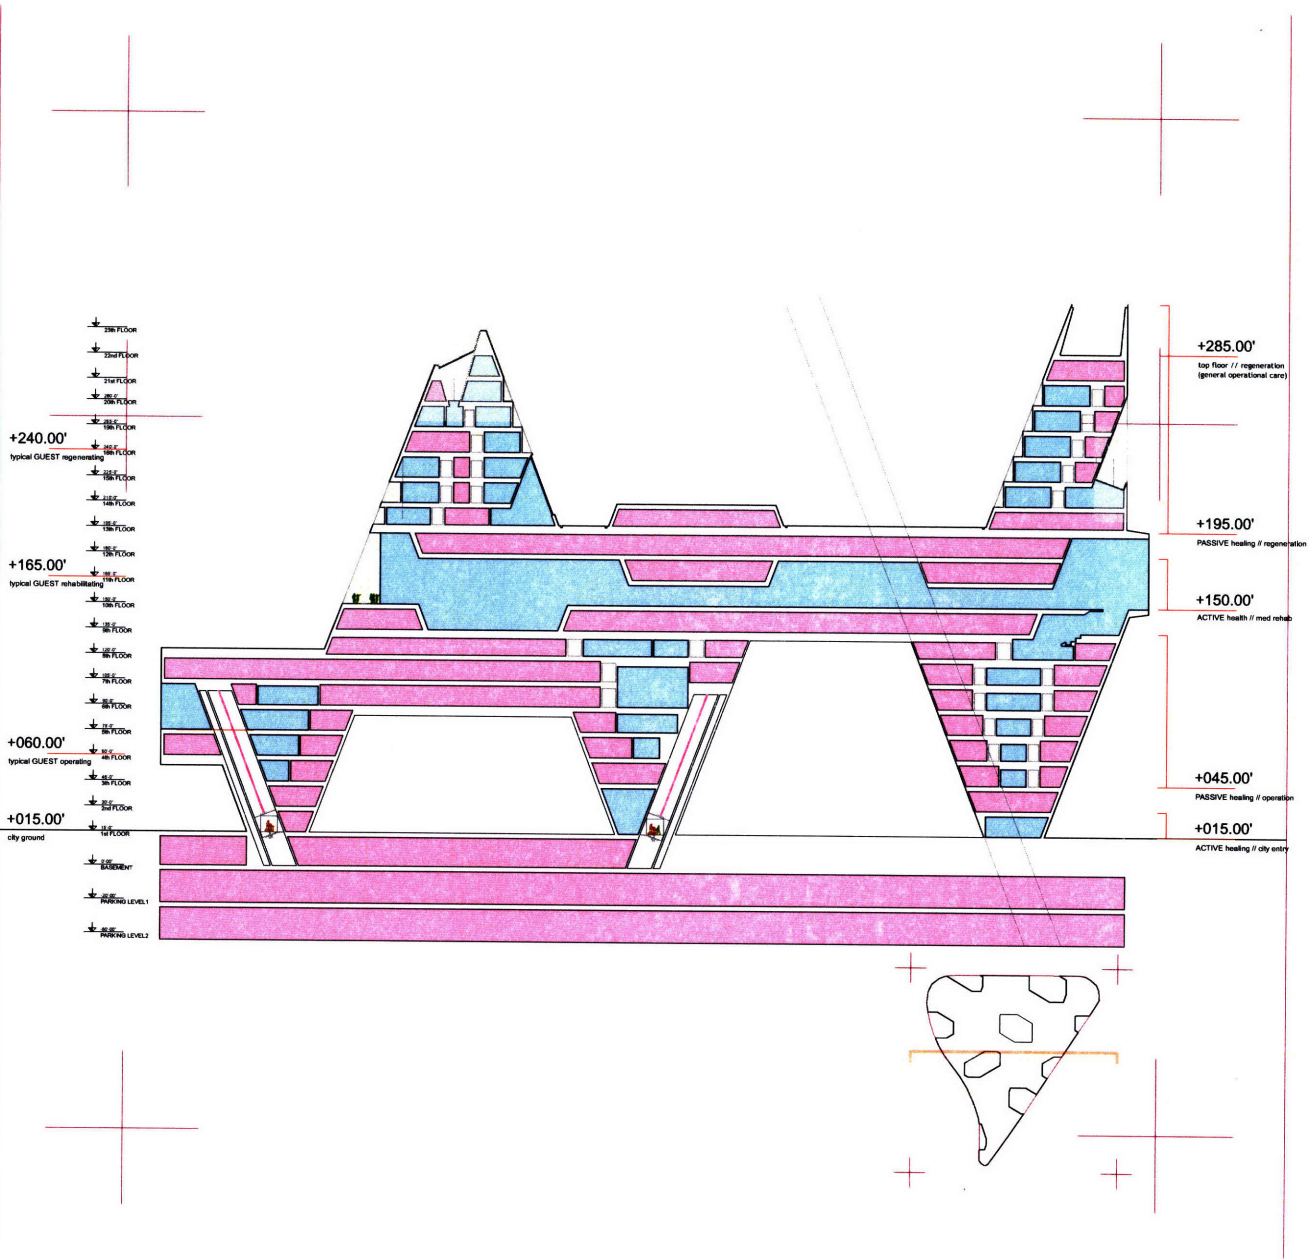 23th FLOOR
22nd FLOOR
21st FLOOR
20th FLOOR
19th FLOOR
+240.00'
typical GUEST regenerating
240.0'
15th FLOOR
14th FLOOR
13th FLOOR
12th FLOOR
+165.00'
typical GUEST rehabilitating
11th FLOOR
10th FLOOR
9th FLOOR
8th FLOOR
7th FLOOR
6th FLOOR
5th FLOOR
+060.00'
typical GUEST operating
4th FLOOR
3th FLOOR
2nd FLOOR
+015.00'
city ground
1st FLOOR
BASEMENT
PARKING LEVEL1
PARKING LEVEL2
+285.00'
top floor // regeneration
(general operational care)
+195.00'
PASSIVE healing // regeneration
+150.00'
ACTIVE health // med rehab
+045.00'
PASSIVE healing // operation
+015.00'
ACTIVE healing // city entry